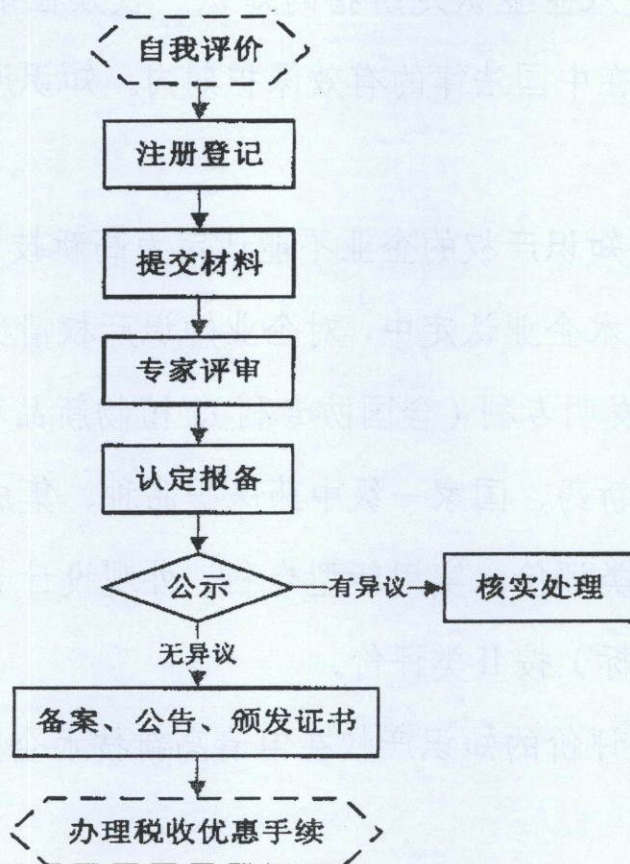 自我评价
注册登记
提交材料
专家评审
认定报备
公示
有异议
核实处理
无异议
备案、公告、颁发证书
办理税收优惠手续